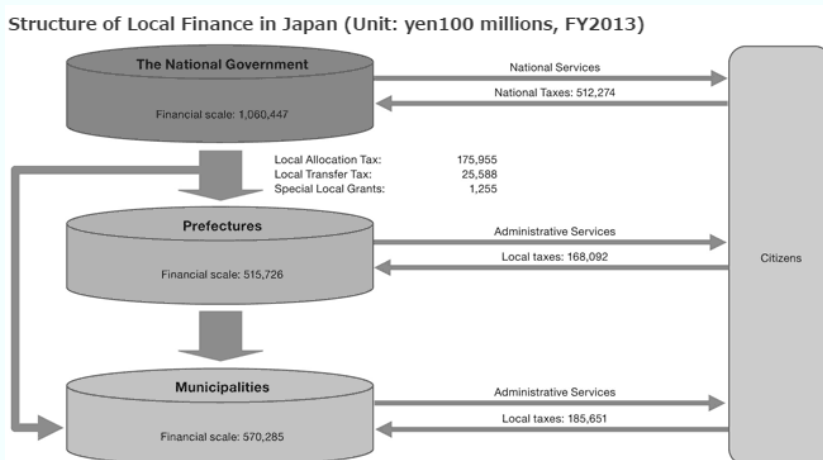 Structure of Local Finance in Japan (Unit: yen100 millions, FY2013)
The National Government
Financial scale: 1,060,447
National Services
National Taxes: 512,274
Local Allocation Tax: 175,955
Local Transfer Tax: 25,588
Special Local Grants: 1,255
Prefectures
Financial scale: 515,726
Administrative Services
Local taxes: 168,092
Citizens
Municipalities
Financial scale: 570,285
Administrative Services
Local taxes: 185,651